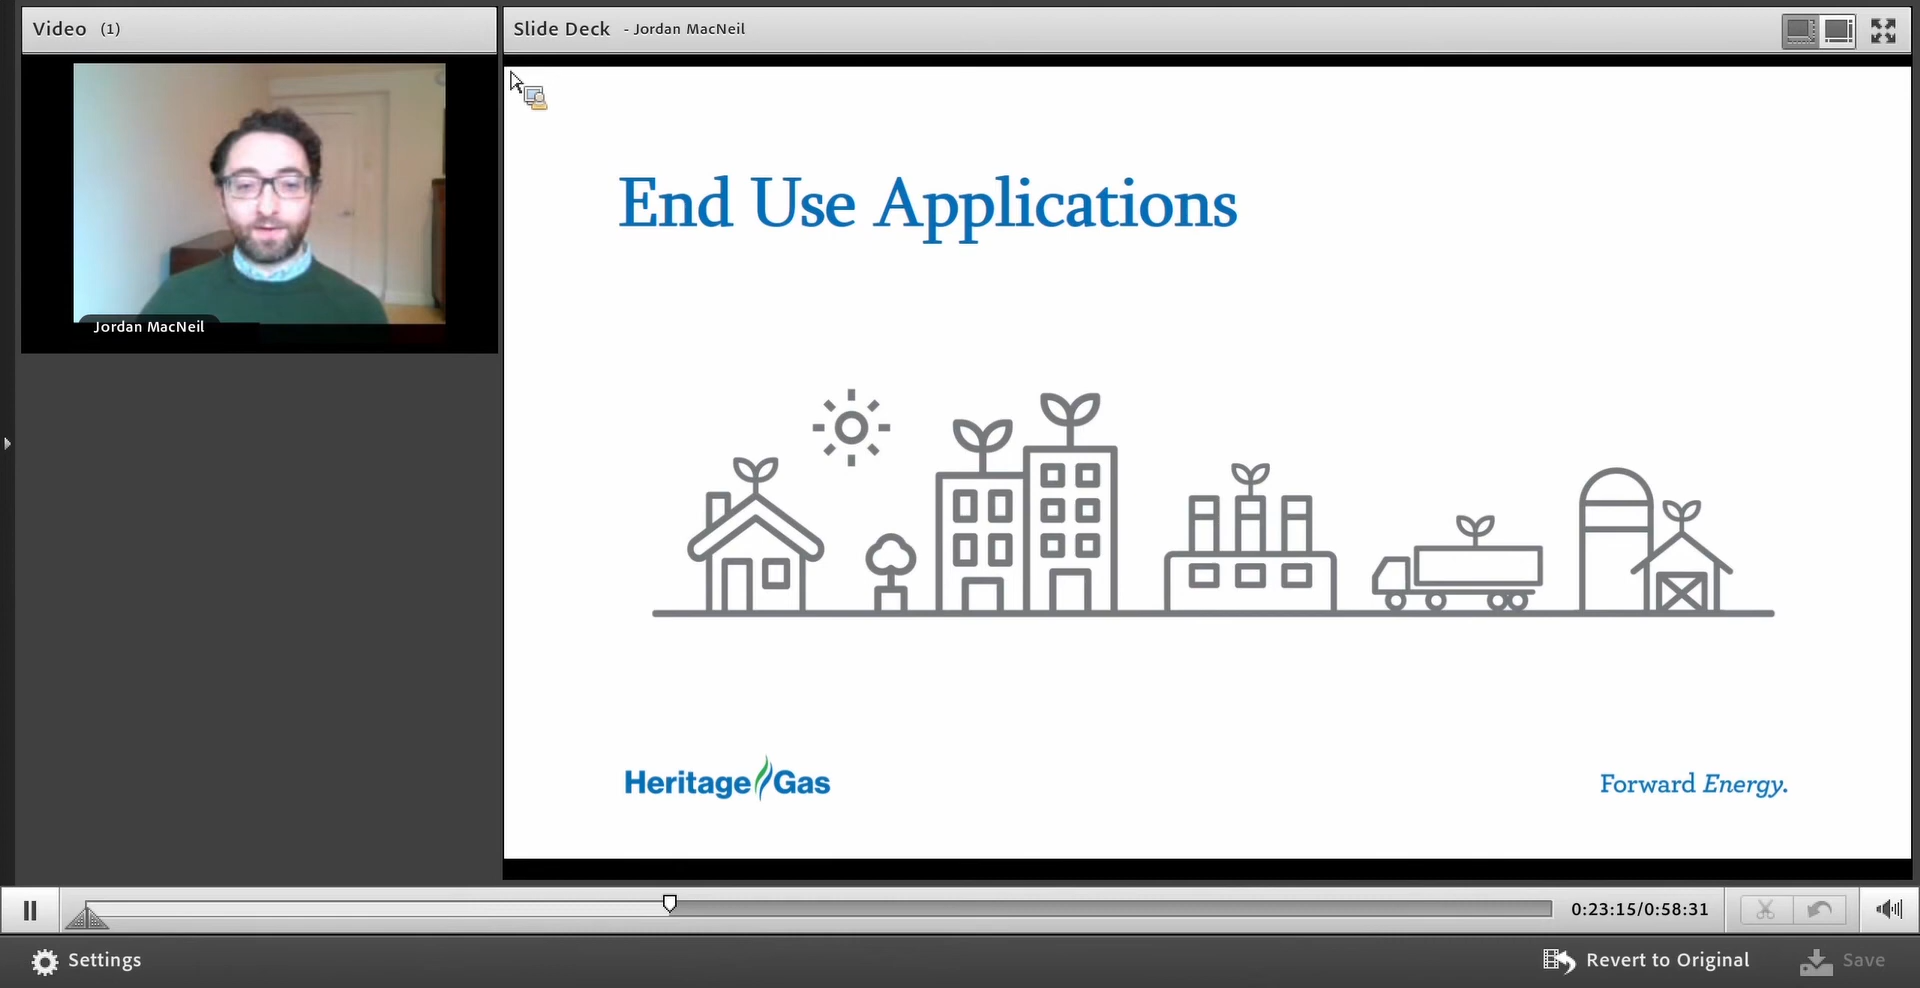 Video (1)
Slide Deck - Jordan MacNeil
Jordan MacNeil
End Use Applications
Heritage Gas
Forward Energy.
0:23:15/0:58:31
Settings
Revert to Original
Save